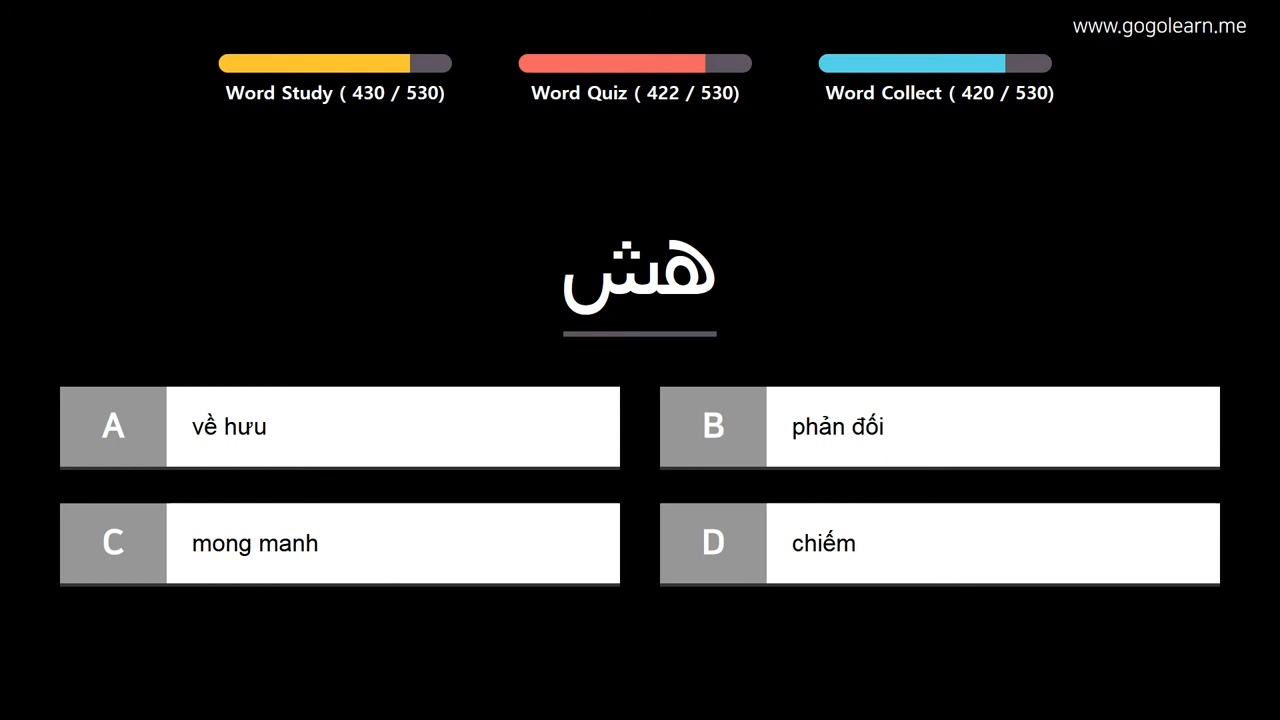 www.gogolearn.me
Word Study ( 430 / 530)
Word Quiz ( 422 / 530)
Word Collect ( 420 / 530)
هش
A về hưu
B phản đối
C mong manh
D chiếm